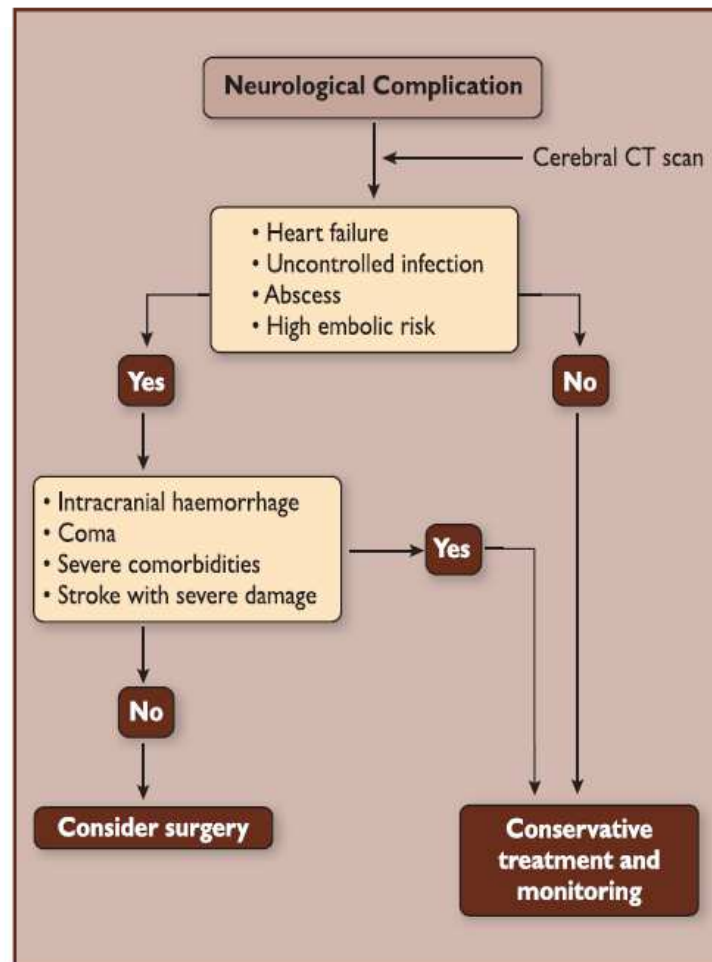 Neurological Complication
Cerebral CT scan
• Heart failure
• Uncontrolled infection
• Abscess
• High embolic risk
Yes
No
• Intracranial haemorrhage
• Coma
• Severe comorbidities
• Stroke with severe damage
Yes
No
Consider surgery
Conservative
treatment and
monitoring